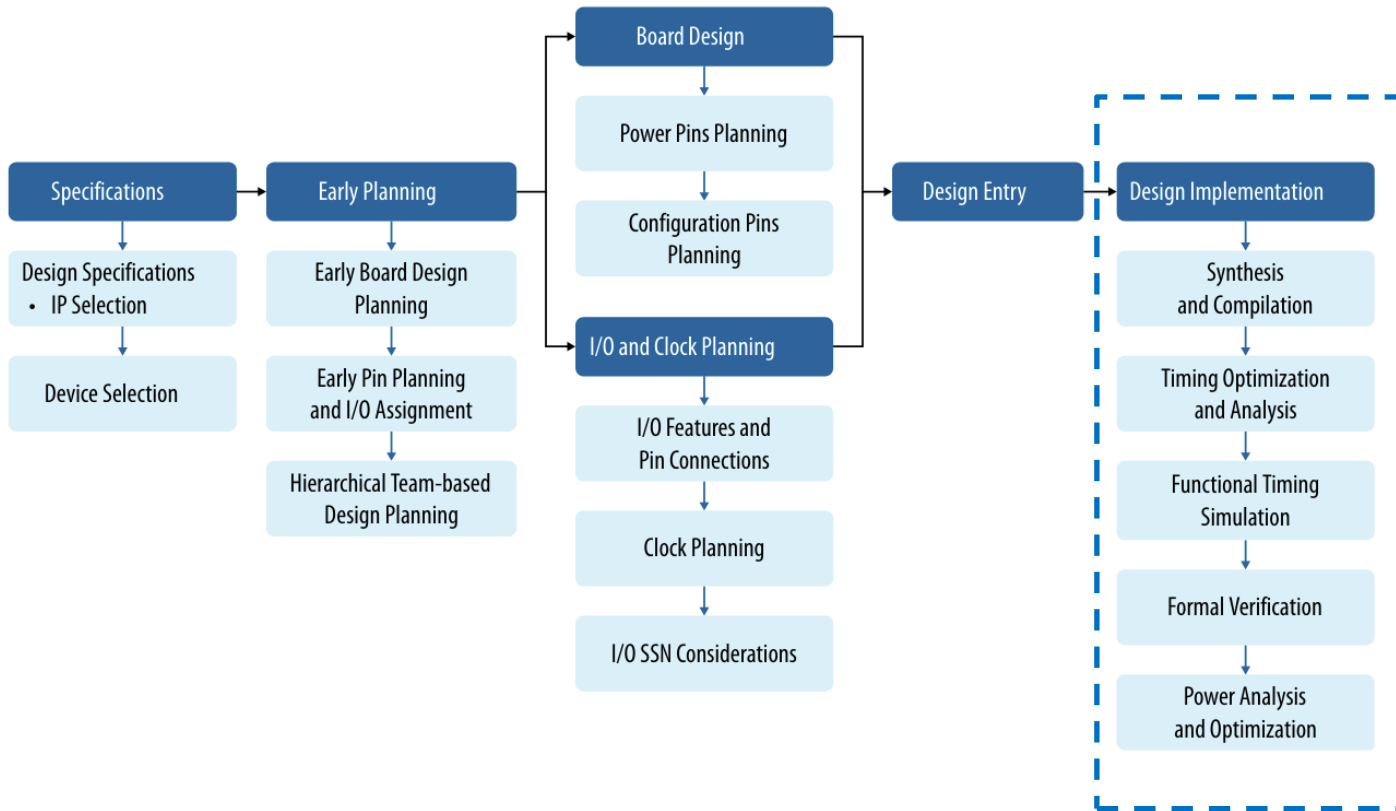 Specifications
Design Specifications
• IP Selection
Device Selection
Early Planning
Early Board Design
Planning
Early Pin Planning
and I/O Assignment
Hierarchical Team-based
Design Planning
Board Design
Power Pins Planning
Configuration Pins
Planning
I/O and Clock Planning
I/O Features and
Pin Connections
Clock Planning
I/O SSN Considerations
Design Entry
Design Implementation
Synthesis
and Compilation
Timing Optimization
and Analysis
Functional Timing
Simulation
Formal Verification
Power Analysis
and Optimization